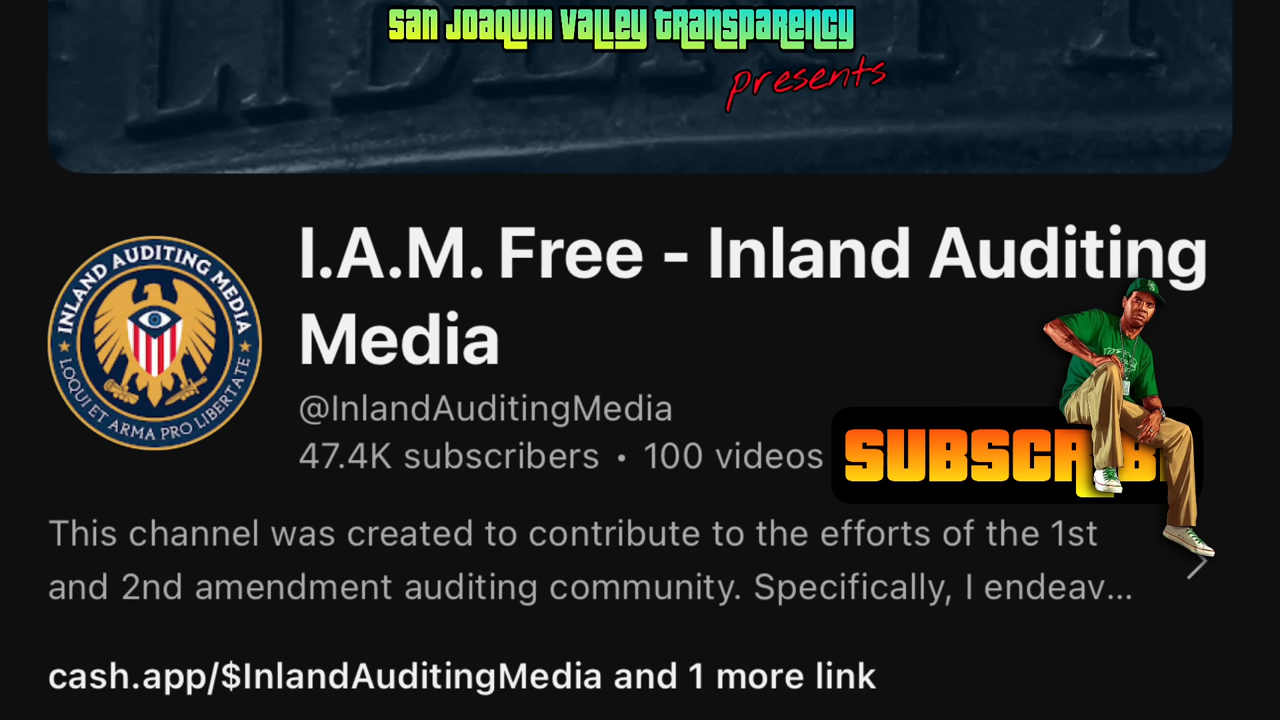 SAN JOAQUIN VALLEY TRANSPARENCY
presents
I.A.M. Free - Inland Auditing
Media
INLAND AUDITING MEDIA
LOQUI ET ARMA PRO LIBERTATE
@InlandAuditingMedia
47.4K subscribers • 100 videos
SUBSCRIBE
This channel was created to contribute to the efforts of the 1st
and 2nd amendment auditing community. Specifically, I endeav...
cash.app/$InlandAuditingMedia and 1 more link